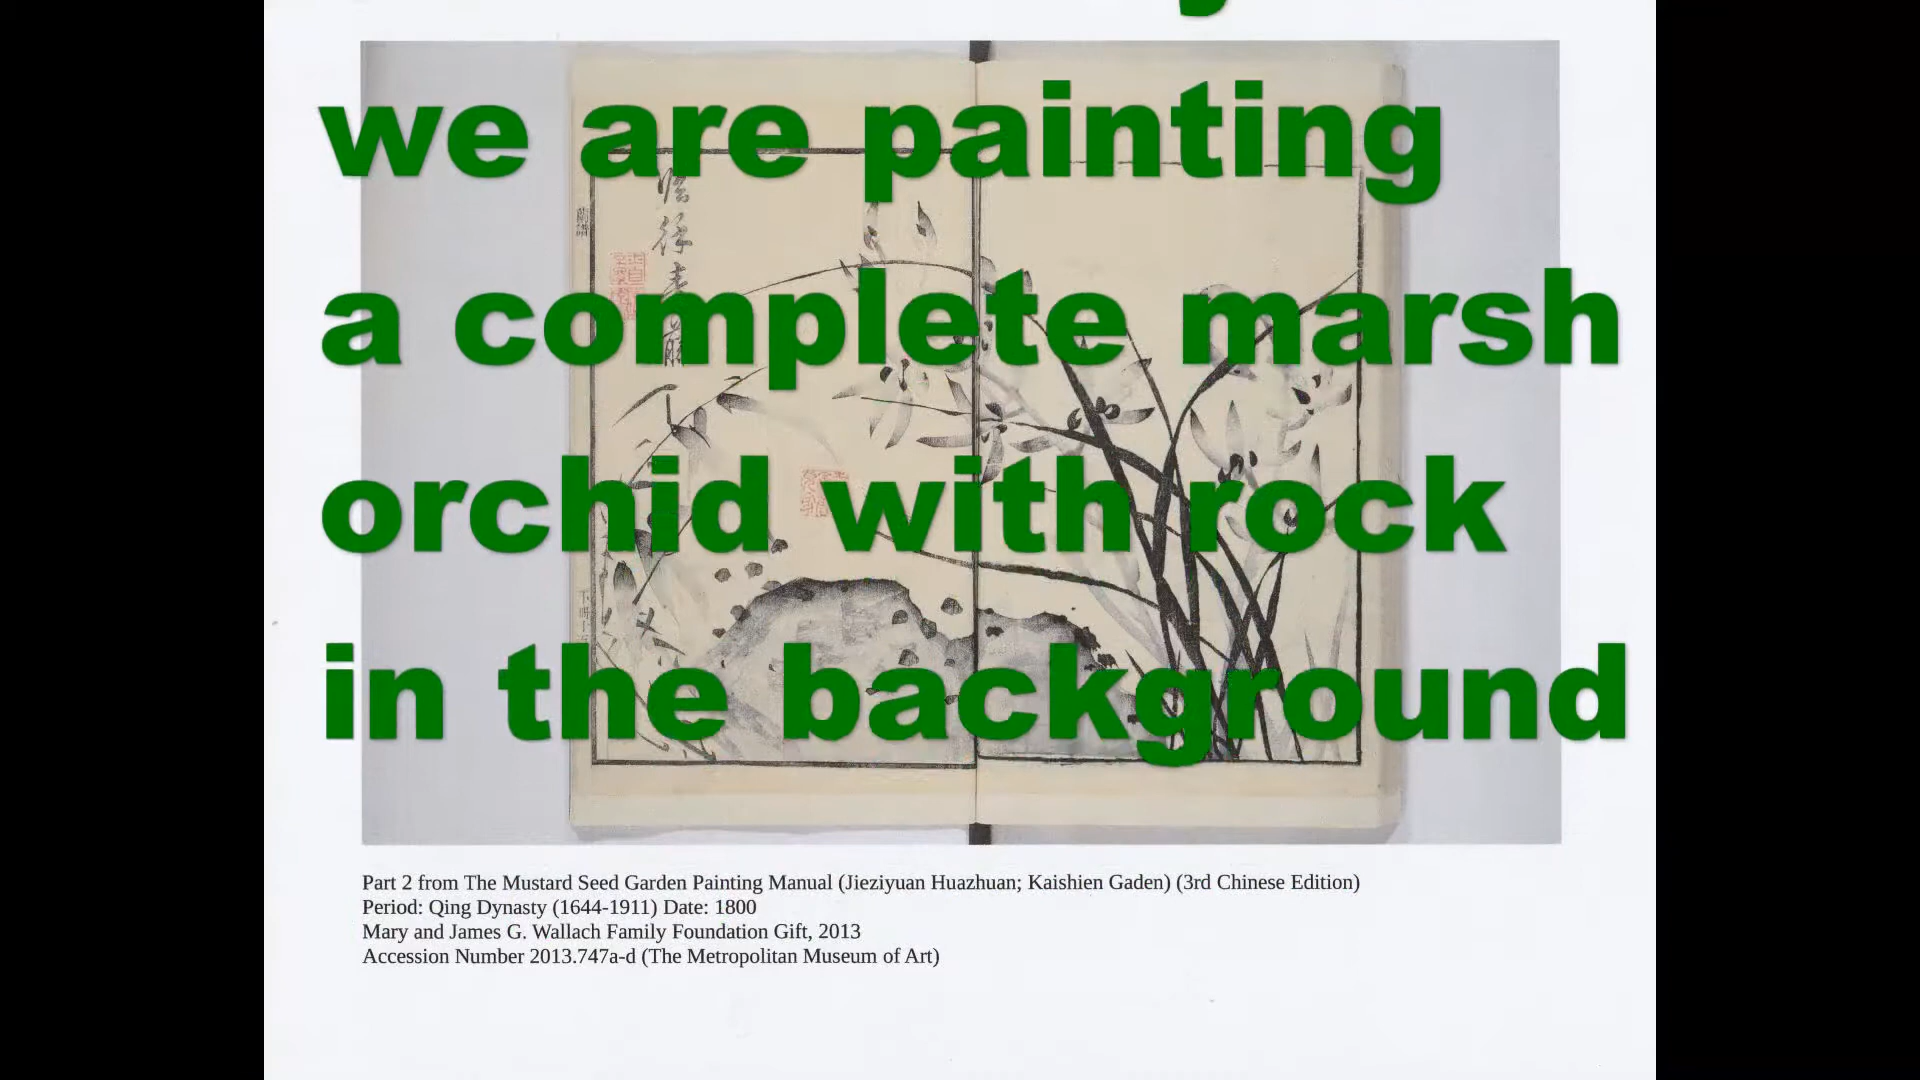 we are painting
a complete marsh
orchid with rock
in the background
Part 2 from The Mustard Seed Garden Painting Manual (Jieziyuan Huazhuan; Kaishien Gaden) (3rd Chinese Edition)
Period: Qing Dynasty (1644-1911) Date: 1800
Mary and James G. Wallach Family Foundation Gift, 2013
Accession Number 2013.747a-d (The Metropolitan Museum of Art)